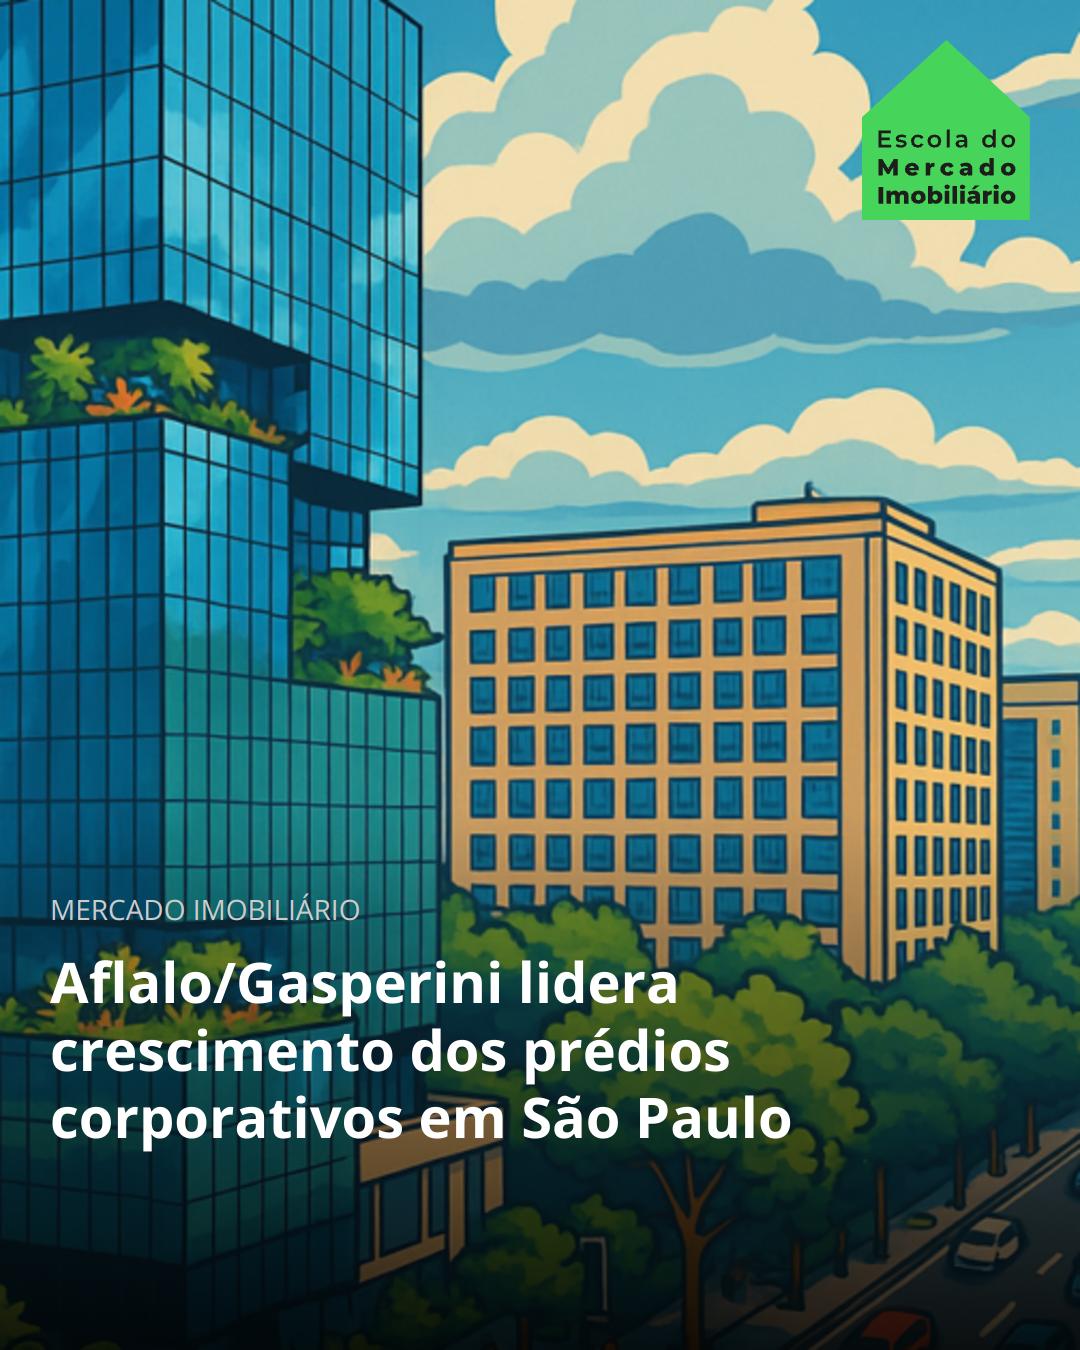 Escola do
Mercado
Imobiliário
MERCADO IMOBILIÁRIO
Aflalo/Gasperini lidera
crescimento dos prédios
corporativos em São Paulo